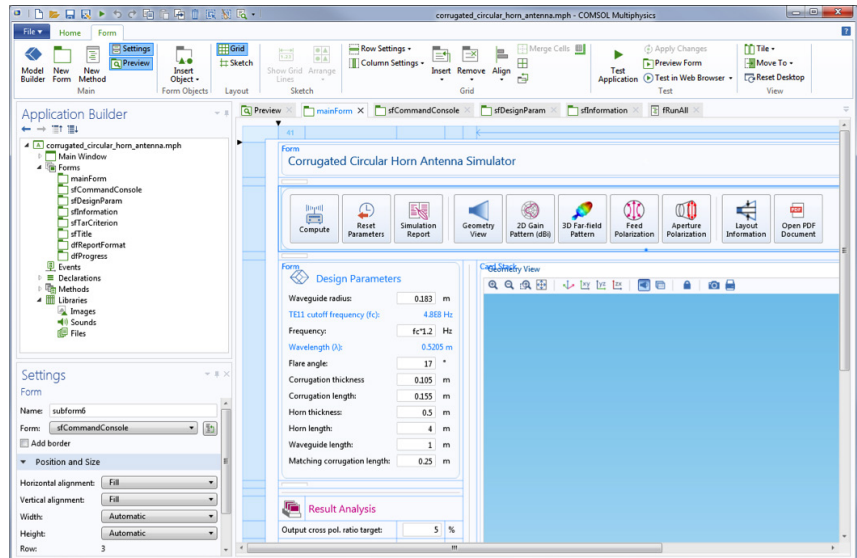 corrugated_circular_horn_antenna.mph - COMSOL Multiphysics
File Home Form
Model Builder
New Form
New Method
Settings
Preview
Main
Insert Object
Form Objects
Grid
Sketch
Layout
Show Grid Lines
Arrange
Sketch
Row Settings
Column Settings
Insert
Remove
Align
Merge Cells
Grid
Test Application
Apply Changes
Preview Form
Test in Web Browser
Test
Tile
Move To
Reset Desktop
View
Application Builder
corrugated_circular_horn_antenna.mph
Main Window
Forms
mainForm
sfCommandConsole
sfDesignParam
sfInformation
sfTarCriterion
sfTitle
dfReportFormat
dfProgress
Events
Declarations
Methods
Libraries
Images
Sounds
Files
Settings
Form
Name: subform6
Form: sfCommandConsole
Add border
Position and Size
Horizontal alignment: Fill
Vertical alignment: Fill
Width: Automatic
Height: Automatic
Row: 3
Preview mainForm sfCommandConsole sfDesignParam sfInformation fRunAll
41
Form
Corrugated Circular Horn Antenna Simulator
Compute
Reset Parameters
Simulation Report
Geometry View
2D Gain Pattern (dBi)
3D Far-field Pattern
Feed Polarization
Aperture Polarization
Layout Information
PDF
Open PDF Document
Form
Design Parameters
Waveguide radius: 0.183 m
TE11 cutoff frequency (fc): 4.8E8 Hz
Frequency: fc*1.2 Hz
Wavelength (λ): 0.5205 m
Flare angle: 17 °
Corrugation thickness 0.105 m
Corrugation length: 0.155 m
Horn thickness: 0.5 m
Horn length: 4 m
Waveguide length: 1 m
Matching corrugation length: 0.25 m
Result Analysis
Output cross pol. ratio target: 5 %
Card Stack
Geometry View
xy yz zx